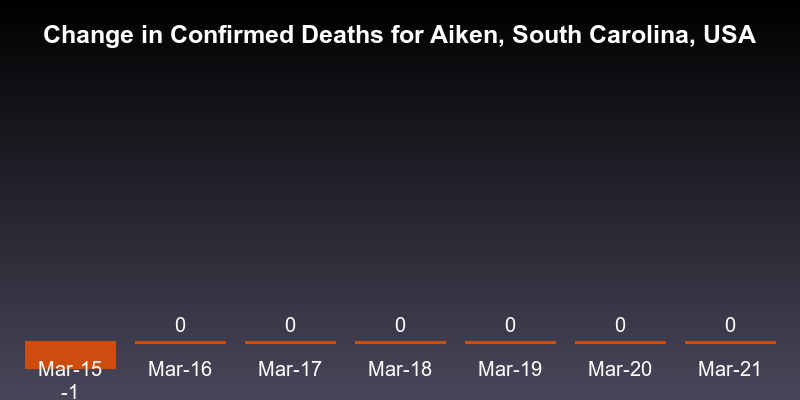 Change in Confirmed Deaths for Aiken, South Carolina, USA
0 0 0 0 0 0
Mar-15 Mar-16 Mar-17 Mar-18 Mar-19 Mar-20 Mar-21
-1